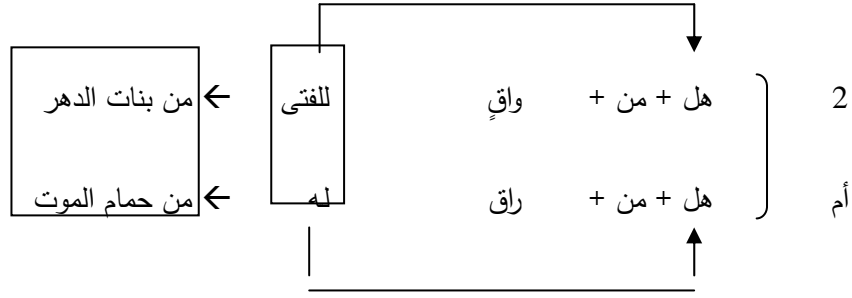 2 هل + من + واقٍ للفتى ← من بنات الدهر
أم هل + من + راق له ← من حمام الموت